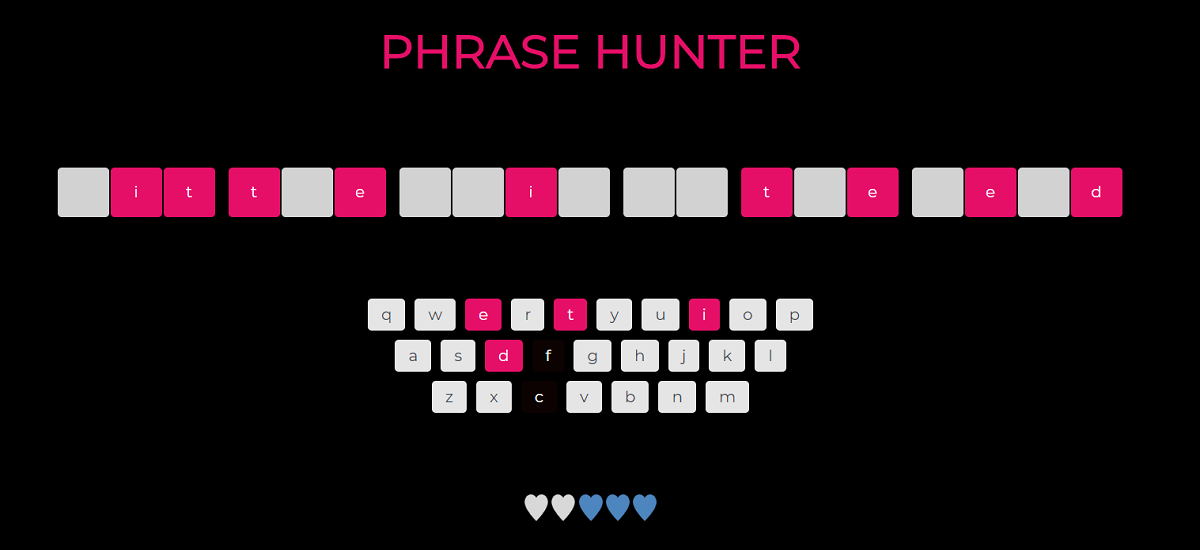 PHRASE HUNTER
i t t e i t e e d
q w e r t y u i o p
a s d f g h j k l
z x c v b n m